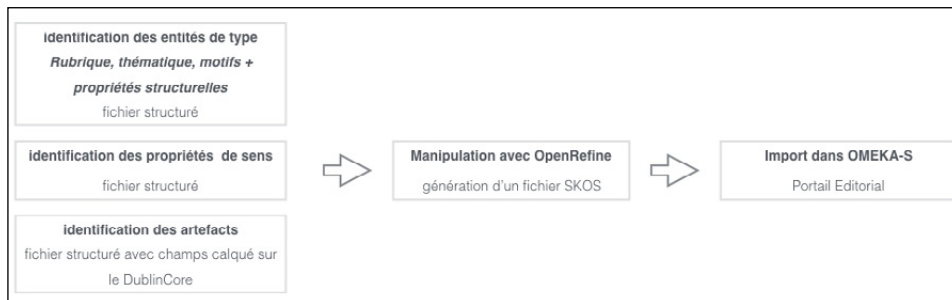 identification des entités de type
Rubrique, thématique, motifs +
propriétés structurelles
fichier structuré
identification des propriétés de sens
fichier structuré
identification des artefacts
fichier structuré avec champs calqué sur
le DublinCore
Manipulation avec OpenRefine
génération d'un fichier SKOS
Import dans OMEKA-S
Portail Editorial